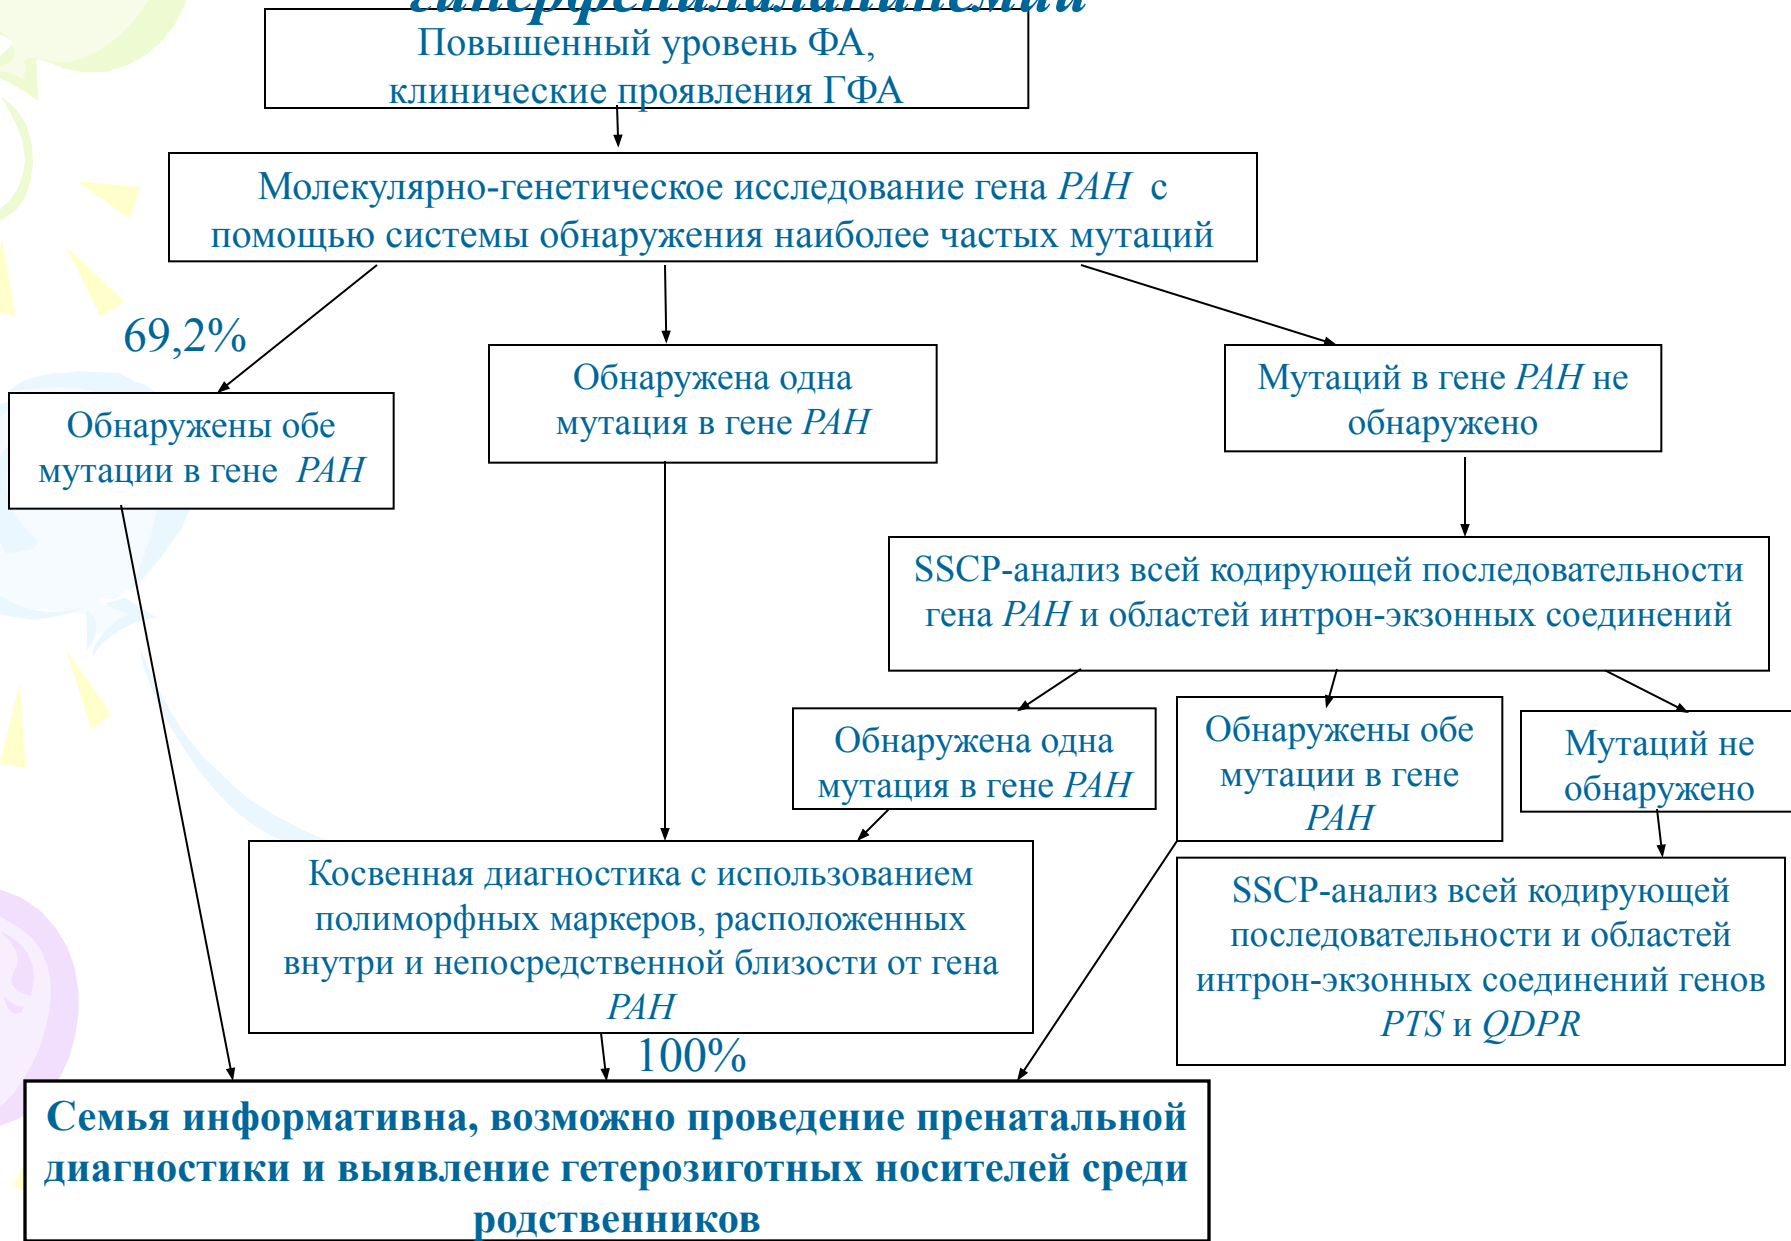 гиперфенилаланинемии
Повышенный уровень ФА,
клинические проявления ГФА
Молекулярно-генетическое исследование гена PAH с
помощью системы обнаружения наиболее частых мутаций
69,2%
Обнаружены обе
мутации в гене PAH
Обнаружена одна
мутация в гене PAH
Мутаций в гене PAH не
обнаружено
SSCP-анализ всей кодирующей последовательности
гена PAH и областей интрон-экзонных соединений
Обнаружена одна
мутация в гене PAH
Обнаружены обе
мутации в гене
PAH
Мутаций не
обнаружено
Косвенная диагностика с использованием
полиморфных маркеров, расположенных
внутри и непосредственной близости от гена
PAH
SSCP-анализ всей кодирующей
последовательности и областей
интрон-экзонных соединений генов
PTS и QDPR
100%
Семья информативна, возможно проведение пренатальной
диагностики и выявление гетерозиготных носителей среди
родственников